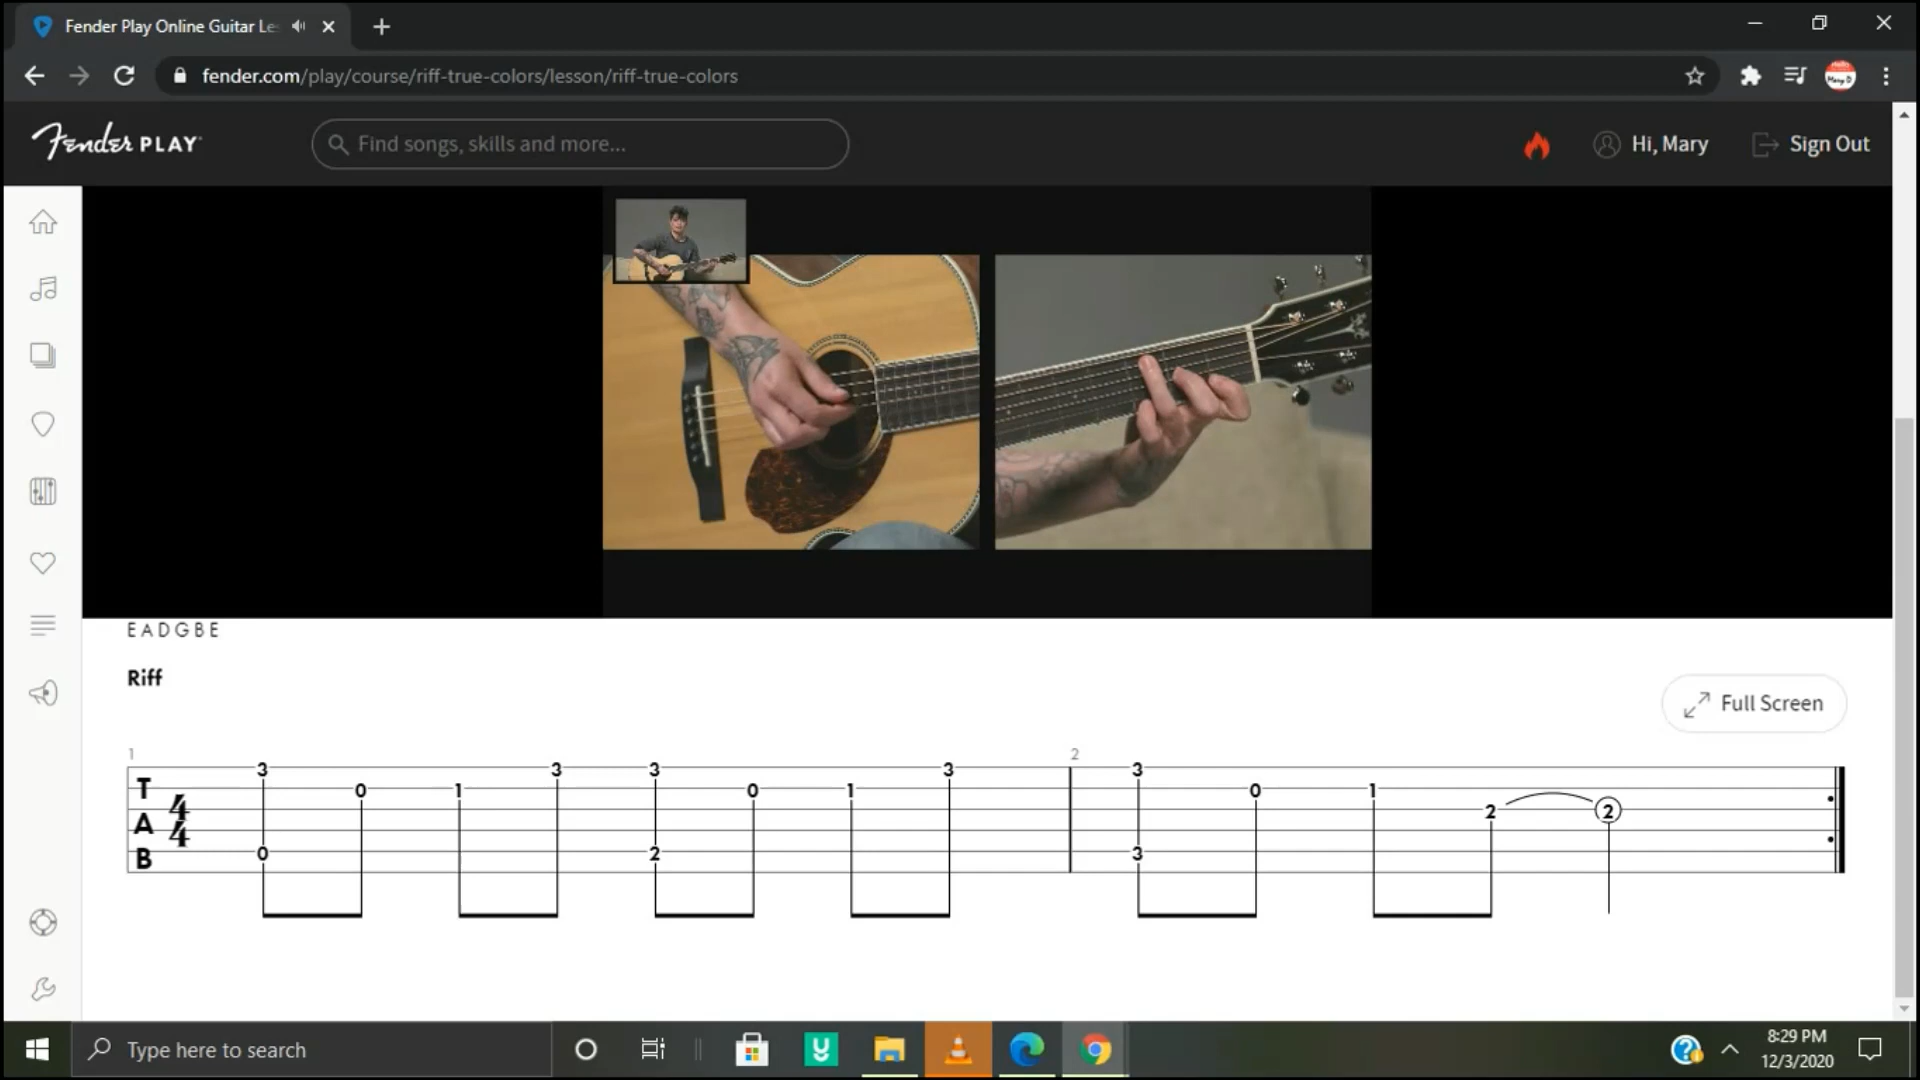 Fender Play Online Guitar Le
fender.com/play/course/riff-true-colors/lesson/riff-true-colors
Fender PLAY
Find songs, skills and more...
Hi, Mary
Sign Out
E A D G B E
Riff
Full Screen
1
2
3 3 3 3 3
T 0 1 0 1 0 1
4 2 2
A
4
B 0 2 3
Type here to search
8:29 PM
12/3/2020